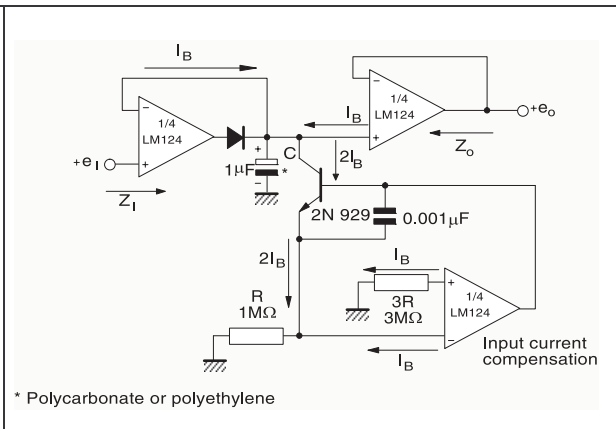 I_B
1/4
LM124
+e_I
Z_I
+
1µF
*
−
C
I_B
2I_B
1/4
LM124
+e_o
Z_o
2N 929
0.001µF
2I_B
R
1MΩ
I_B
3R
3MΩ
1/4
LM124
I_B
Input current
compensation
* Polycarbonate or polyethylene